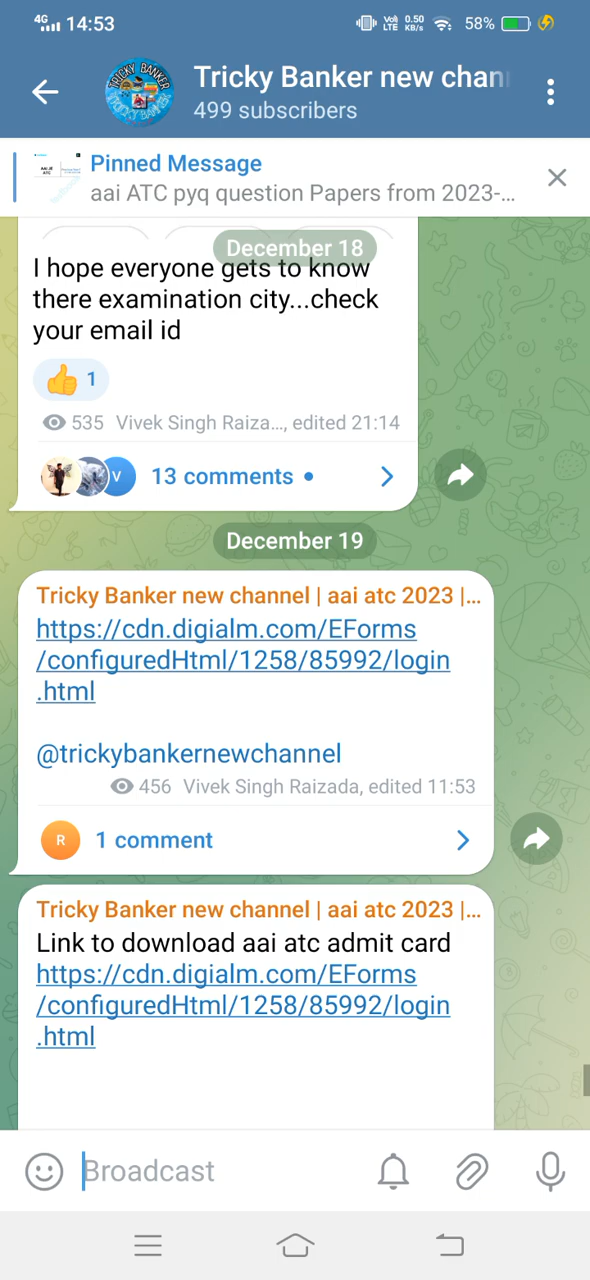 4G 14:53 Vo) LTE 0.50 KB/s 58%
TRICKY BANKER
Tricky Banker new chan
499 subscribers
Pinned Message
aai ATC pyq question Papers from 2023-...
December 18
I hope everyone gets to know
there examination city...check
your email id
👍 1
535 Vivek Singh Raiza..., edited 21:14
V 13 comments
December 19
Tricky Banker new channel | aai atc 2023 |...
https://cdn.digialm.com/EForms
/configuredHtml/1258/85992/login
.html
@trickybankernewchannel
456 Vivek Singh Raizada, edited 11:53
R 1 comment
Tricky Banker new channel | aai atc 2023 |...
Link to download aai atc admit card
https://cdn.digialm.com/EForms
/configuredHtml/1258/85992/login
.html
Broadcast